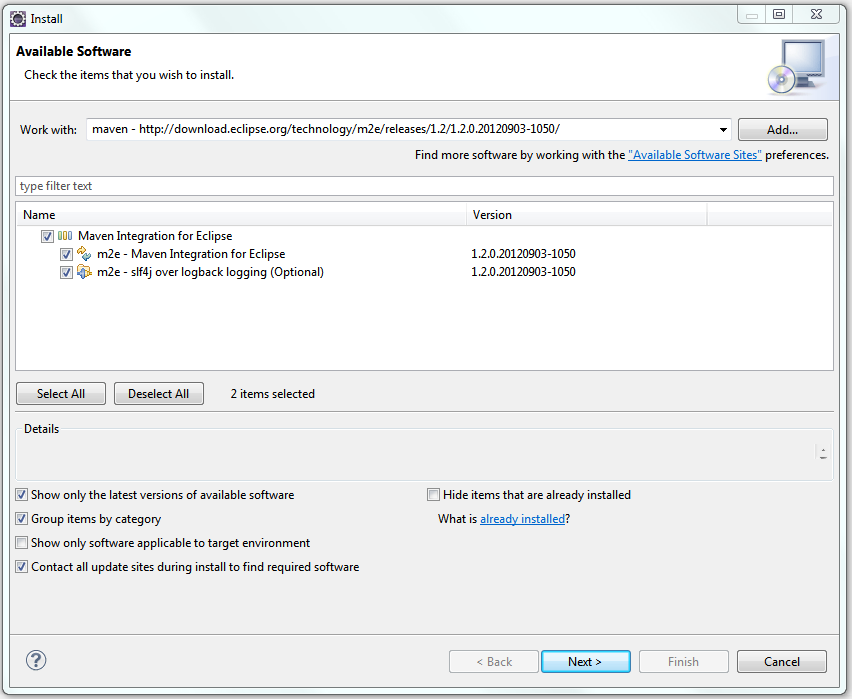 Install
Available Software
Check the items that you wish to install.
Work with: maven - http://download.eclipse.org/technology/m2e/releases/1.2/1.2.0.20120903-1050/ Add...
Find more software by working with the "Available Software Sites" preferences.
type filter text
Name Version
Maven Integration for Eclipse
m2e - Maven Integration for Eclipse 1.2.0.20120903-1050
m2e - slf4j over logback logging (Optional) 1.2.0.20120903-1050
Select All Deselect All 2 items selected
Details
Show only the latest versions of available software Hide items that are already installed
Group items by category What is already installed?
Show only software applicable to target environment
Contact all update sites during install to find required software
? < Back Next > Finish Cancel